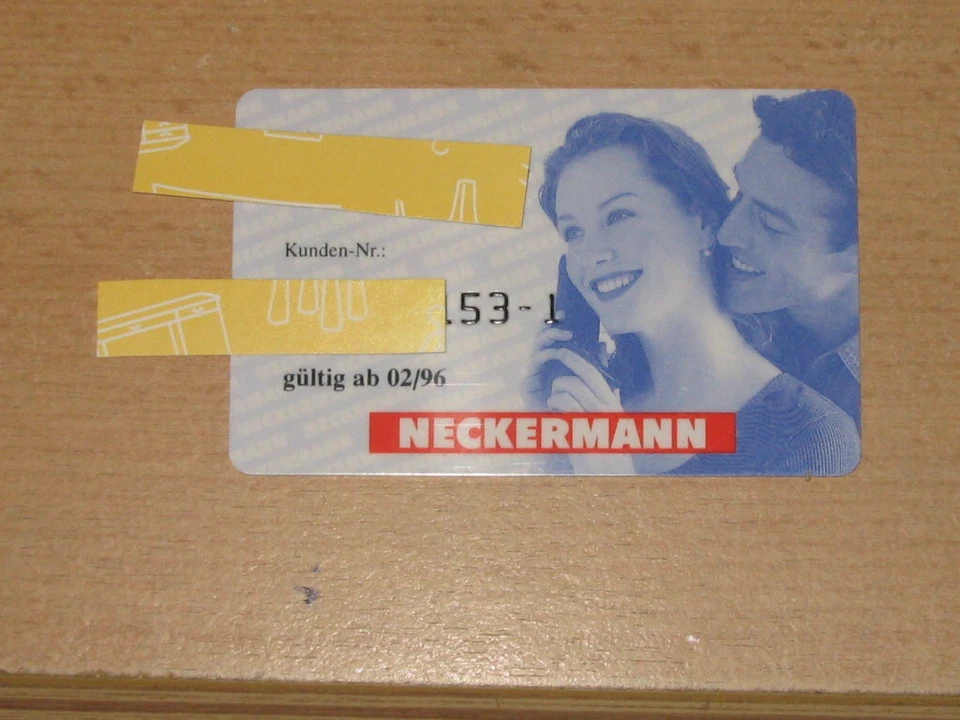 Kunden-Nr.:
153-1
gültig ab 02/96
NECKERMANN